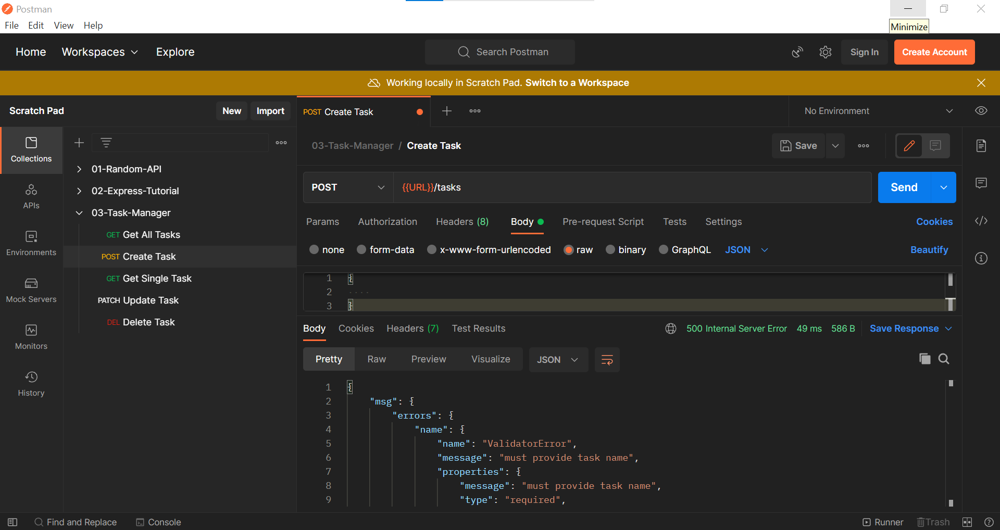 Postman
File Edit View Help
Minimize
Home Workspaces Explore Search Postman Sign In Create Account
Working locally in Scratch Pad. Switch to a Workspace
Scratch Pad New Import POST Create Task No Environment
03-Task-Manager / Create Task Save
Collections
01-Random-API
02-Express-Tutorial
03-Task-Manager
GET Get All Tasks
POST Create Task
GET Get Single Task
PATCH Update Task
DEL Delete Task
APIs
Environments
Mock Servers
Monitors
History
POST {{URL}}/tasks Send
Params Authorization Headers (8) Body Pre-request Script Tests Settings Cookies
none form-data x-www-form-urlencoded raw binary GraphQL JSON Beautify
1 {
2 ....
3 }
Body Cookies Headers (7) Test Results 500 Internal Server Error 49 ms 586 B Save Response
Pretty Raw Preview Visualize JSON
1 {
2 "msg": {
3 "errors": {
4 "name": {
5 "name": "ValidatorError",
6 "message": "must provide task name",
7 "properties": {
8 "message": "must provide task name",
9 "type": "required",
Find and Replace Console Runner Trash